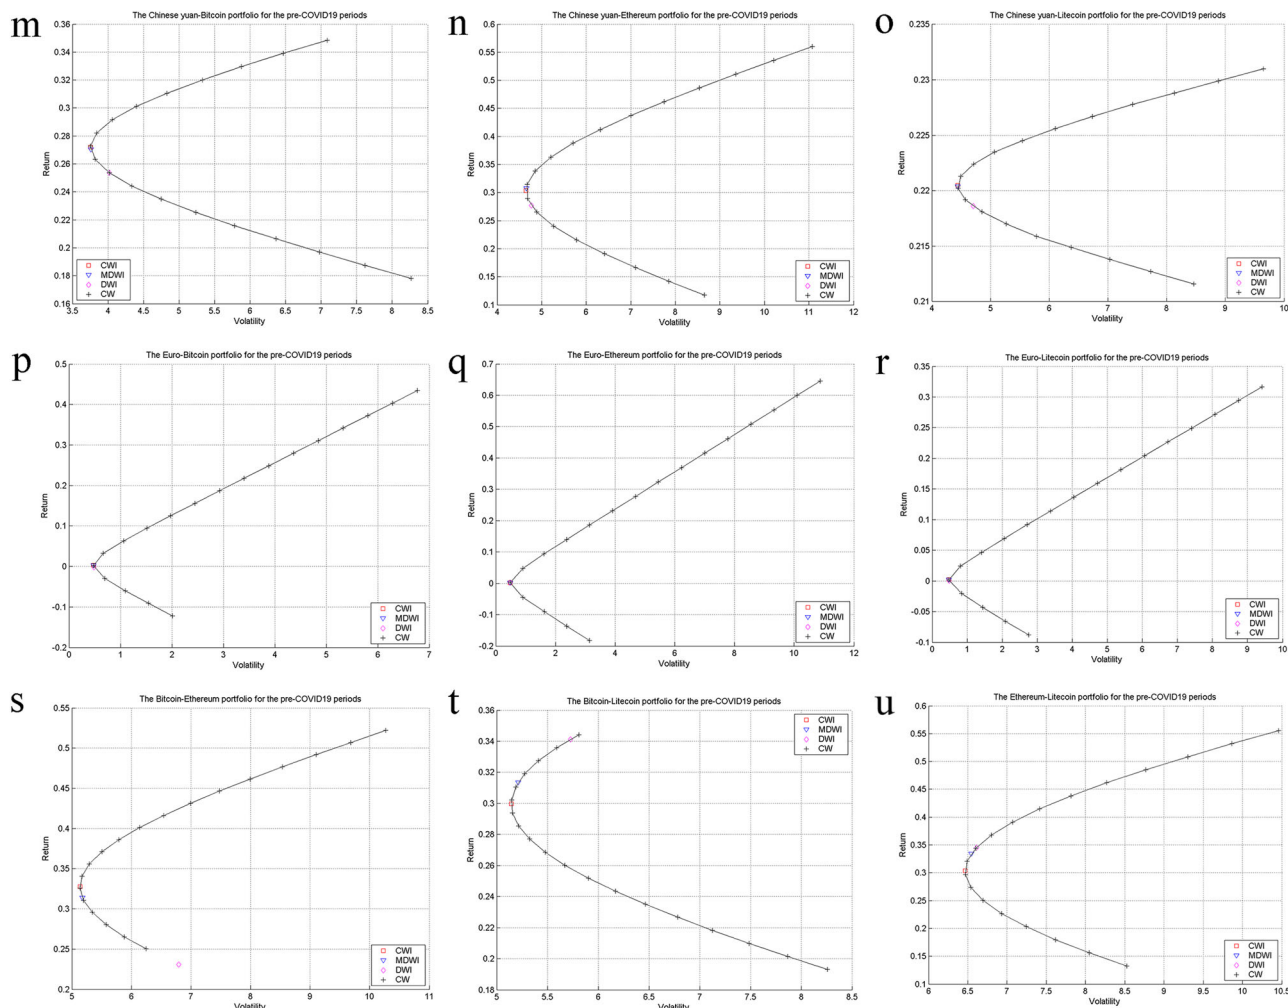 m
The Chinese yuan-Bitcoin portfolio for the pre-COVID19 periods
Return
0.36
0.34
0.32
0.3
0.28
0.26
0.24
0.22
0.2
0.18
0.16
CWI
MDWI
DWI
CW
3.5 4 4.5 5 5.5 6 6.5 7 7.5 8 8.5
Volatility
n
The Chinese yuan-Ethereum portfolio for the pre-COVID19 periods
Return
0.6
0.55
0.5
0.45
0.4
0.35
0.3
0.25
0.2
0.15
0.1
CWI
MDWI
DWI
CW
4 5 6 7 8 9 10 11 12
Volatility
o
The Chinese yuan-Litecoin portfolio for the pre-COVID19 periods
Return
0.235
0.23
0.225
0.22
0.215
0.21
CWI
MDWI
DWI
CW
4 5 6 7 8 9 10
Volatility
p
The Euro-Bitcoin portfolio for the pre-COVID19 periods
Return
0.5
0.4
0.3
0.2
0.1
0
-0.1
-0.2
CWI
MDWI
DWI
CW
0 1 2 3 4 5 6 7
Volatility
q
The Euro-Ethereum portfolio for the pre-COVID19 periods
Return
0.7
0.6
0.5
0.4
0.3
0.2
0.1
0
-0.1
-0.2
CWI
MDWI
DWI
CW
0 2 4 6 8 10 12
Volatility
r
The Euro-Litecoin portfolio for the pre-COVID19 periods
Return
0.35
0.3
0.25
0.2
0.15
0.1
0.05
0
-0.05
-0.1
CWI
MDWI
DWI
CW
0 1 2 3 4 5 6 7 8 9 10
Volatility
s
The Bitcoin-Ethereum portfolio for the pre-COVID19 periods
Return
0.55
0.5
0.45
0.4
0.35
0.3
0.25
0.2
CWI
MDWI
DWI
CW
5 6 7 8 9 10 11
Volatility
t
The Bitcoin-Litecoin portfolio for the pre-COVID19 periods
Return
0.36
0.34
0.32
0.3
0.28
0.26
0.24
0.22
0.2
0.18
CWI
MDWI
DWI
CW
5 5.5 6 6.5 7 7.5 8 8.5
Volatility
u
The Ethereum-Litecoin portfolio for the pre-COVID19 periods
Return
0.6
0.55
0.5
0.45
0.4
0.35
0.3
0.25
0.2
0.15
0.1
CWI
MDWI
DWI
CW
6 6.5 7 7.5 8 8.5 9 9.5 10 10.5
Volatility